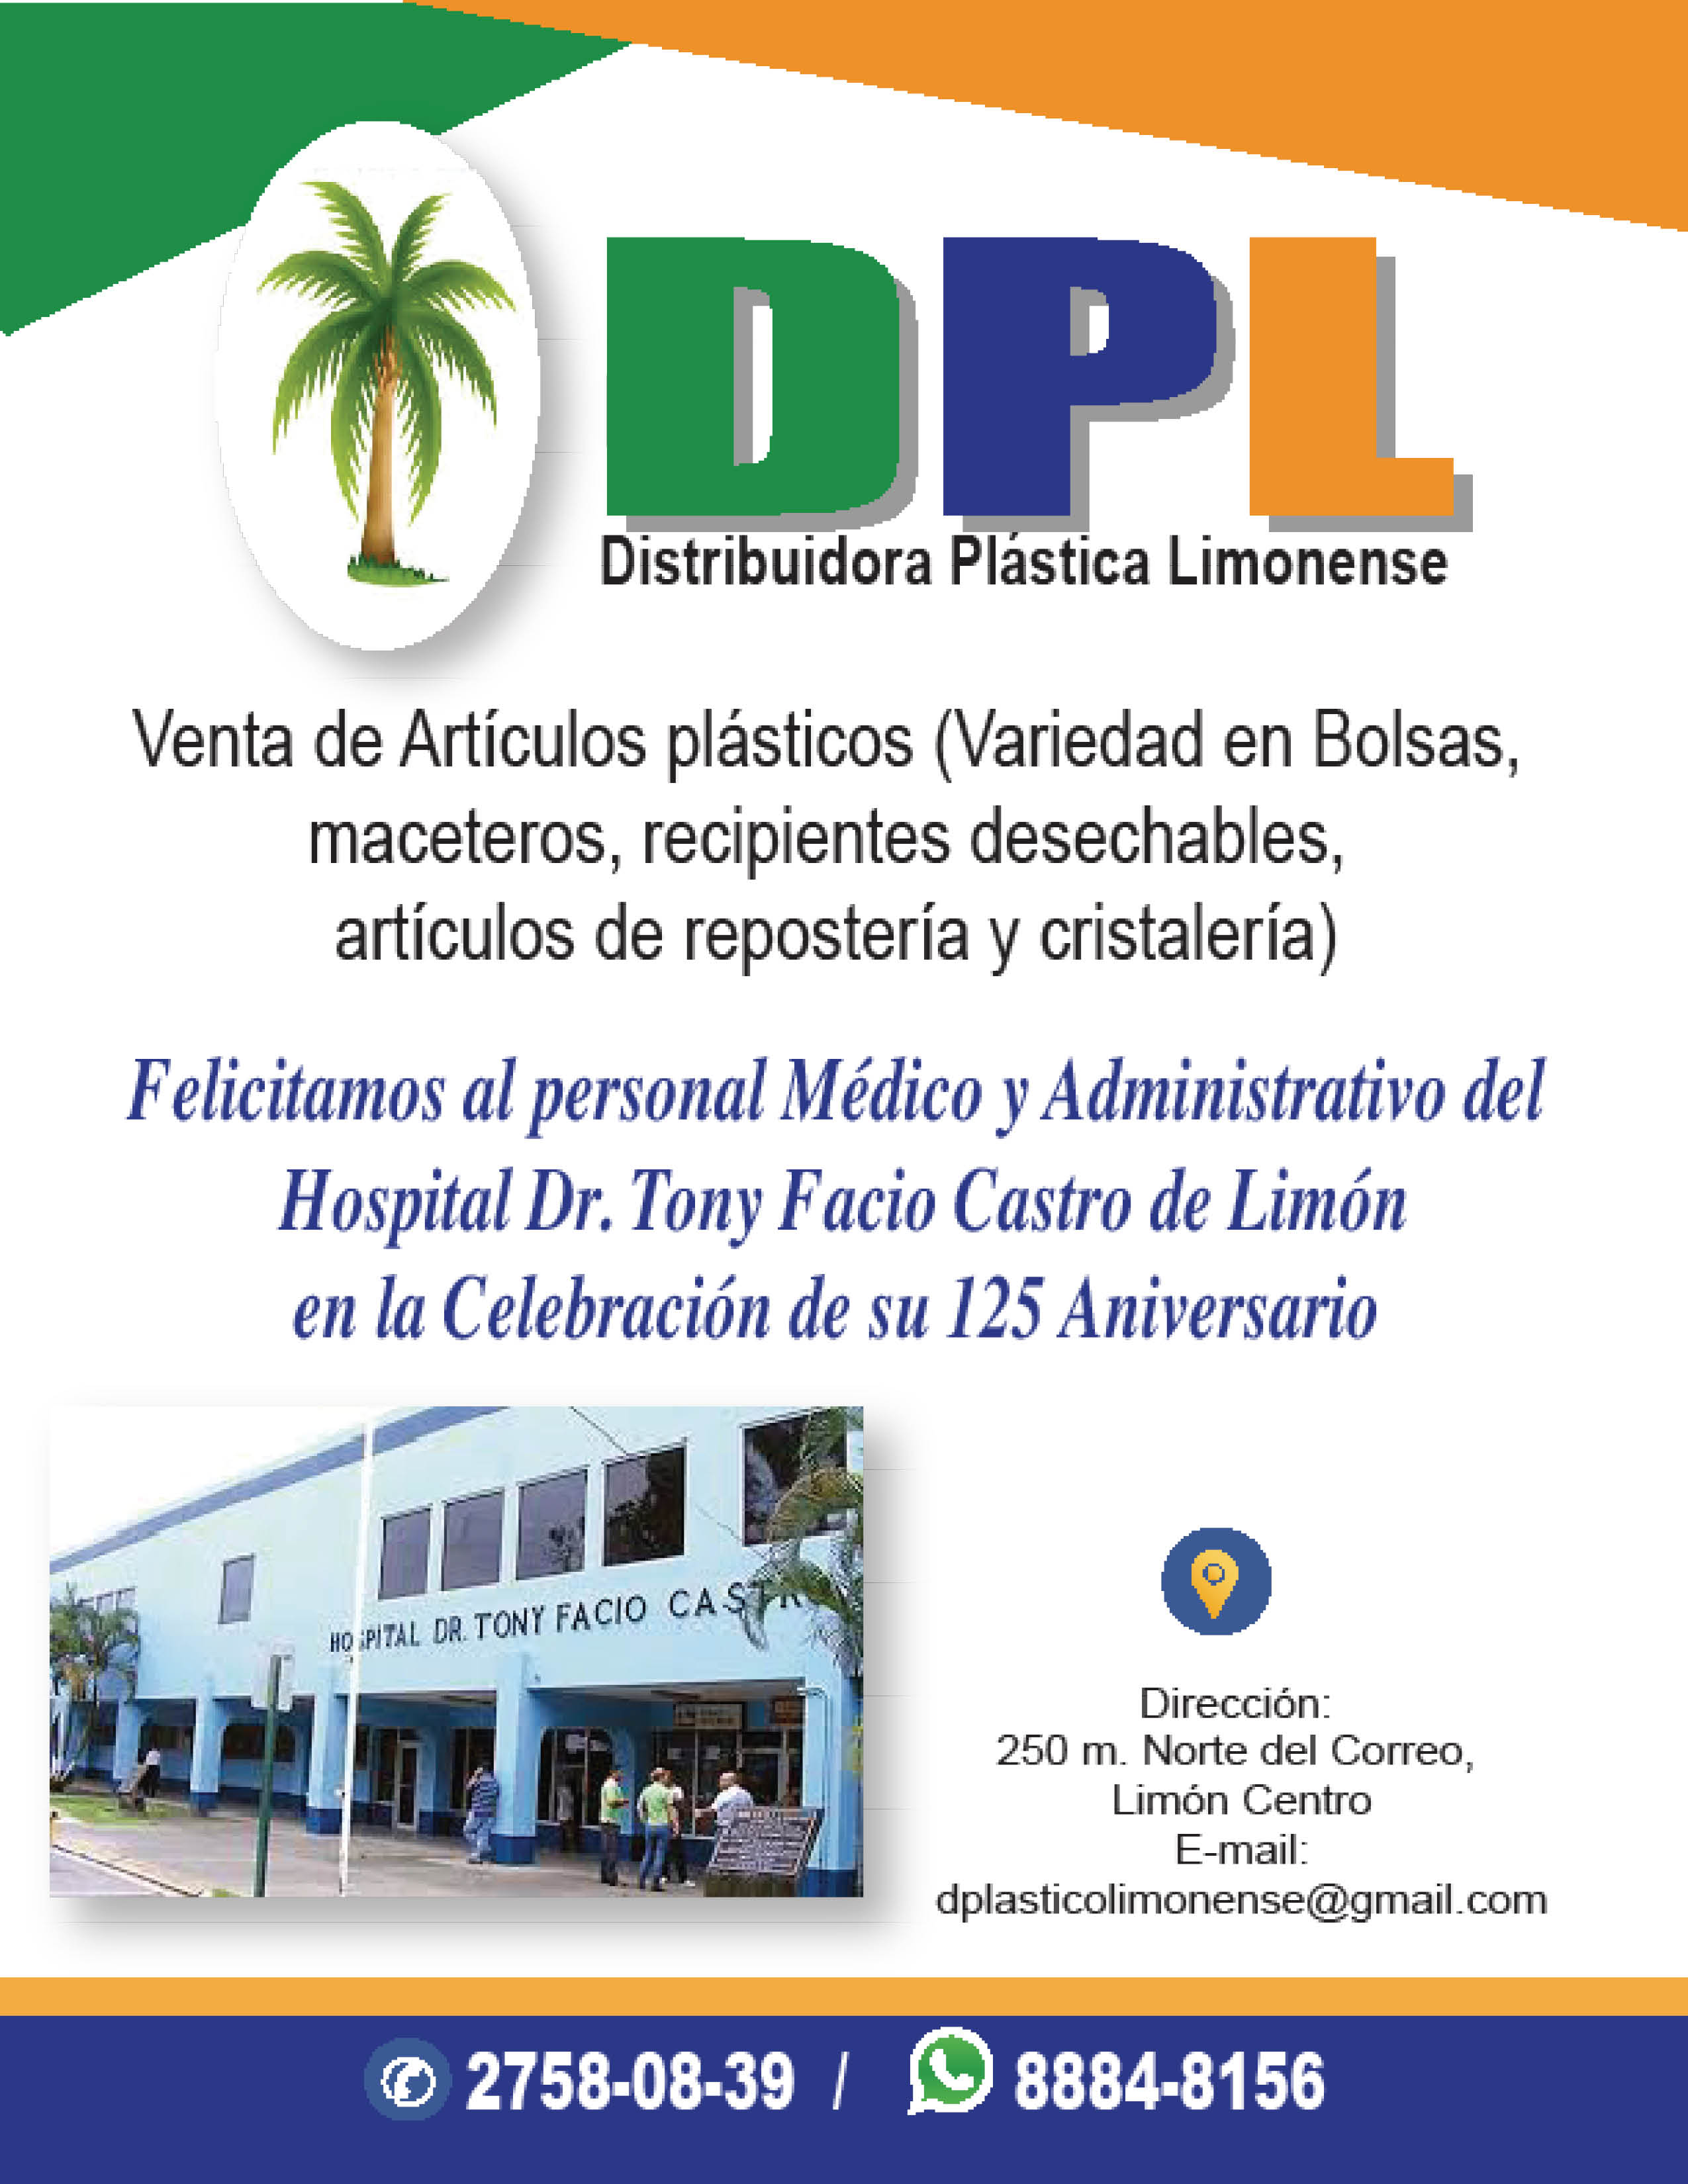 DPL
Distribuidora Plástica Limonense
Venta de Artículos plásticos (Variedad en Bolsas,
maceteros, recipientes desechables,
artículos de repostería y cristalería)
Felicitamos al personal Médico y Administrativo del
Hospital Dr. Tony Facio Castro de Limón
en la Celebración de su 125 Aniversario
HOSPITAL DR. TONY FACIO CASTR
Dirección:
250 m. Norte del Correo,
Limón Centro
E-mail:
dplasticolimonense@gmail.com
2758-08-39 / 8884-8156